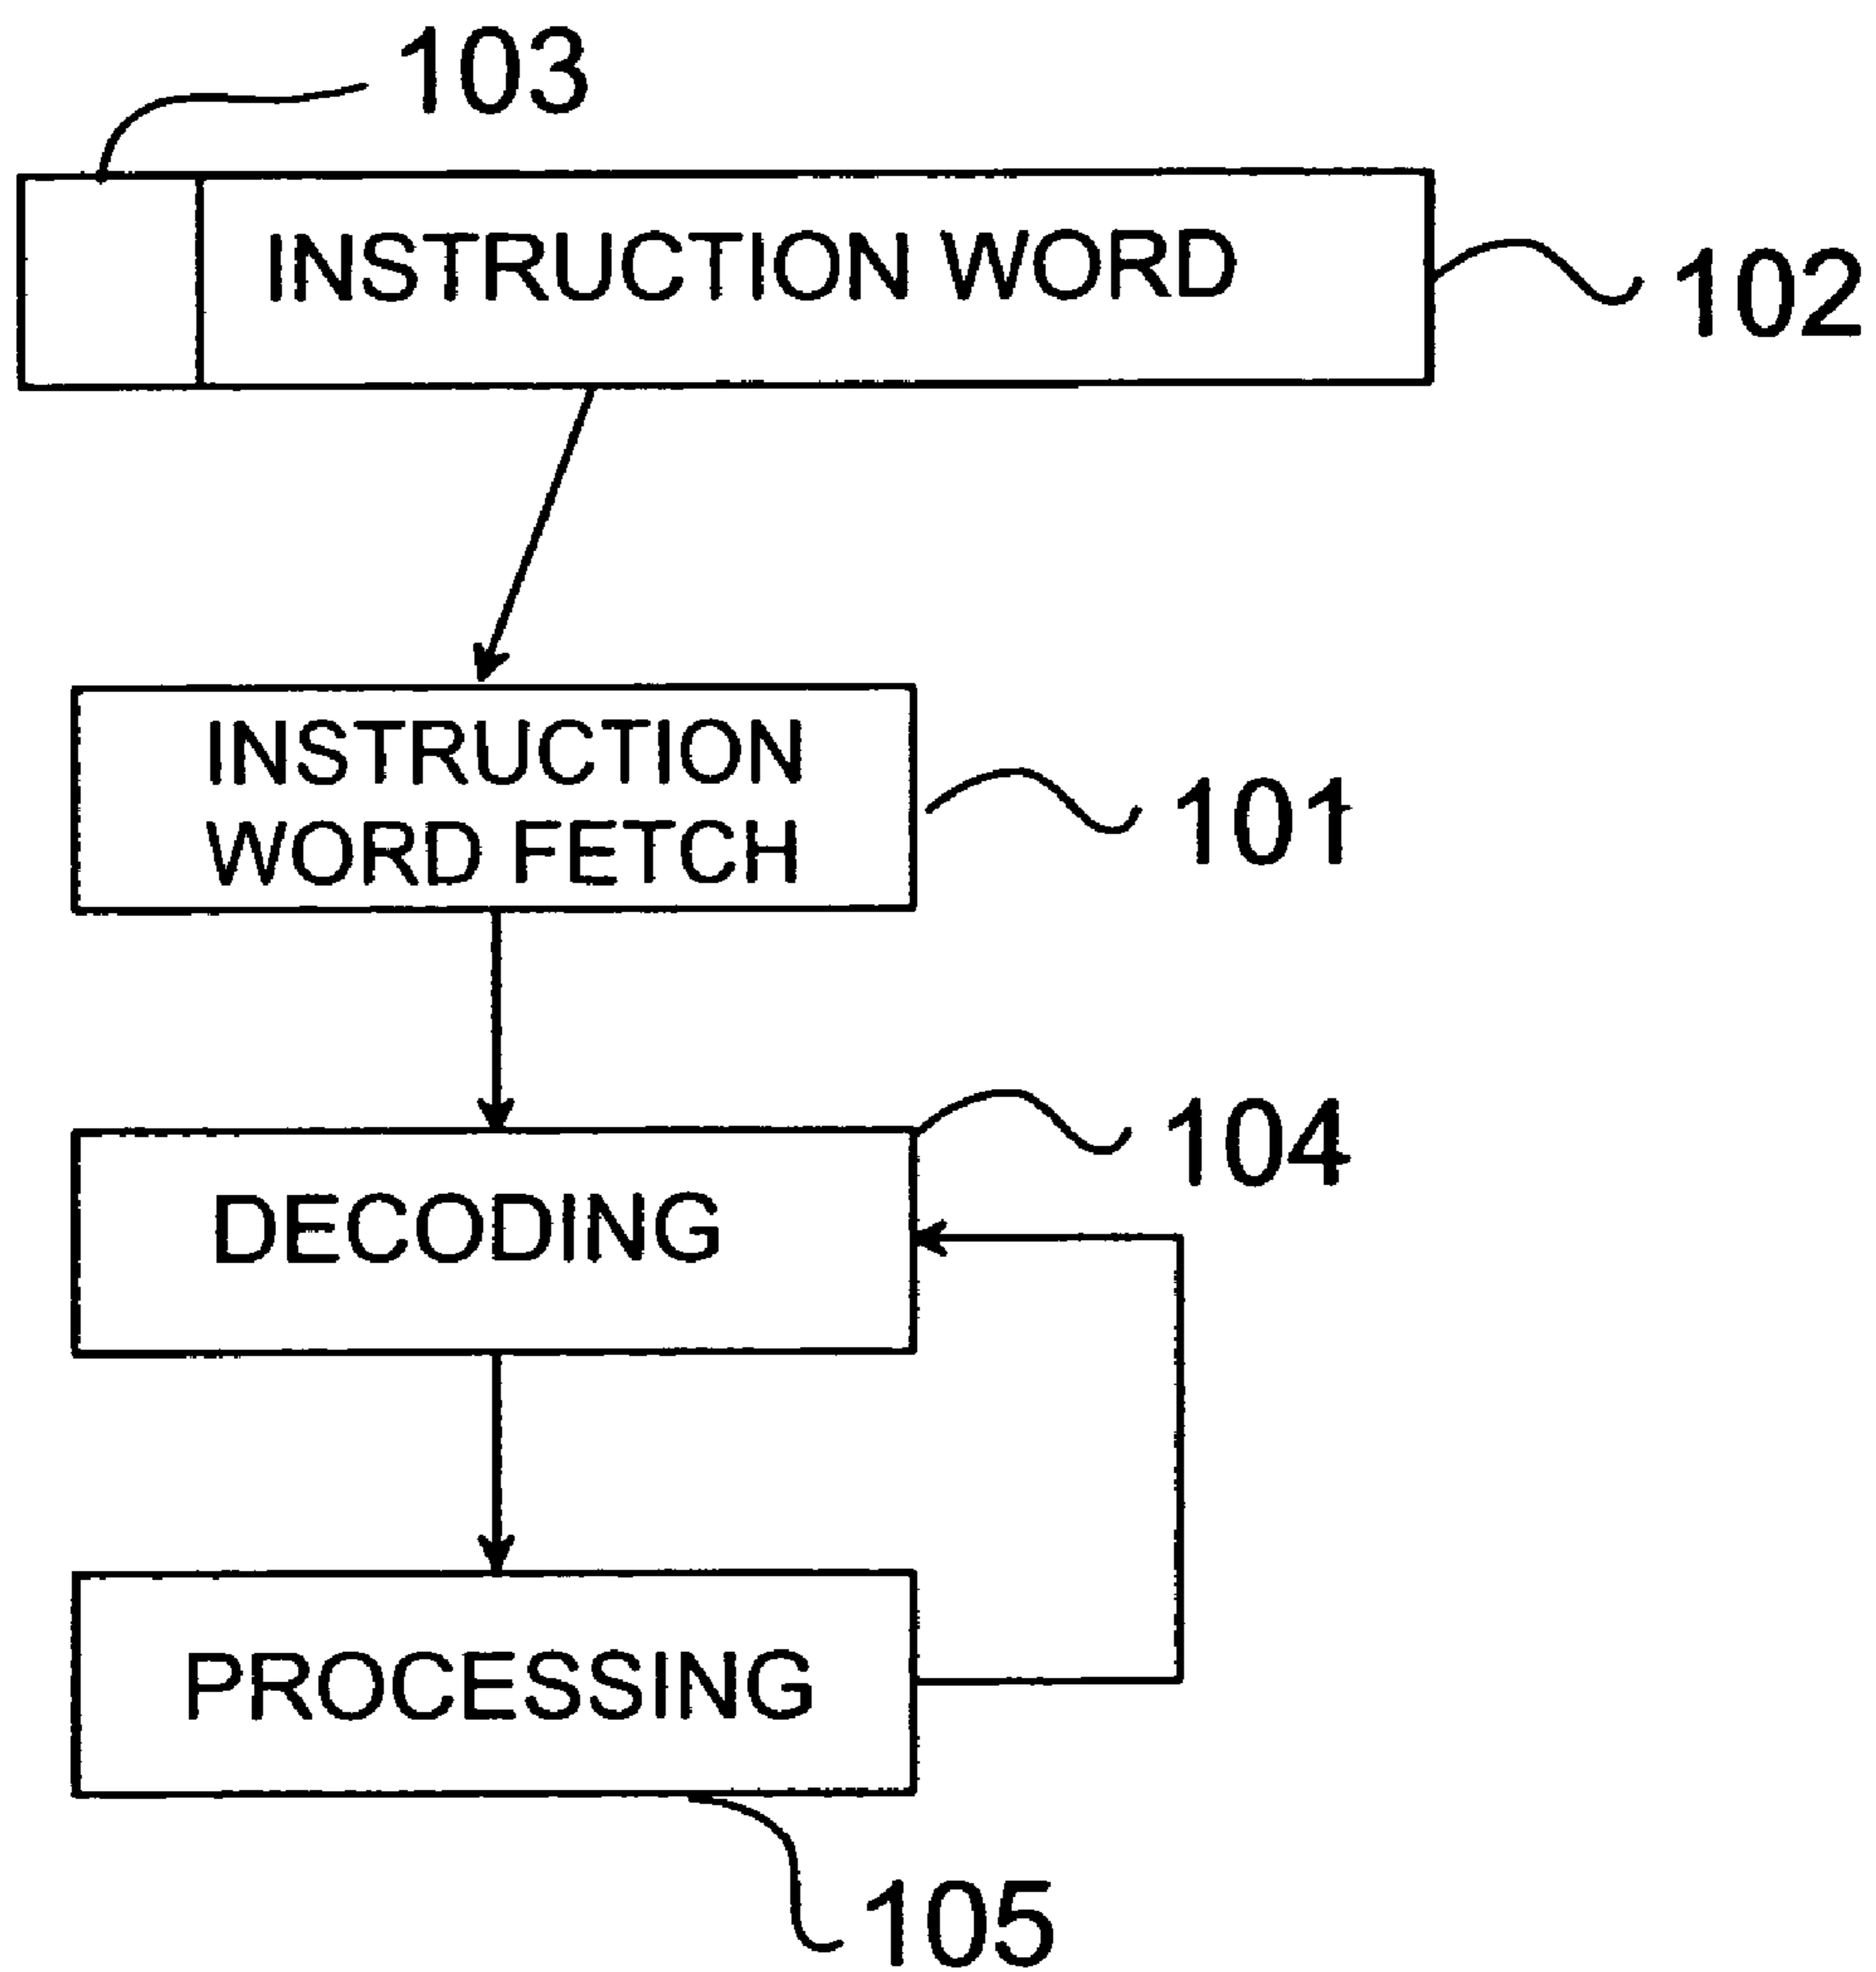 103
INSTRUCTION WORD
102
INSTRUCTION
WORD FETCH
101
104
DECODING
PROCESSING
105